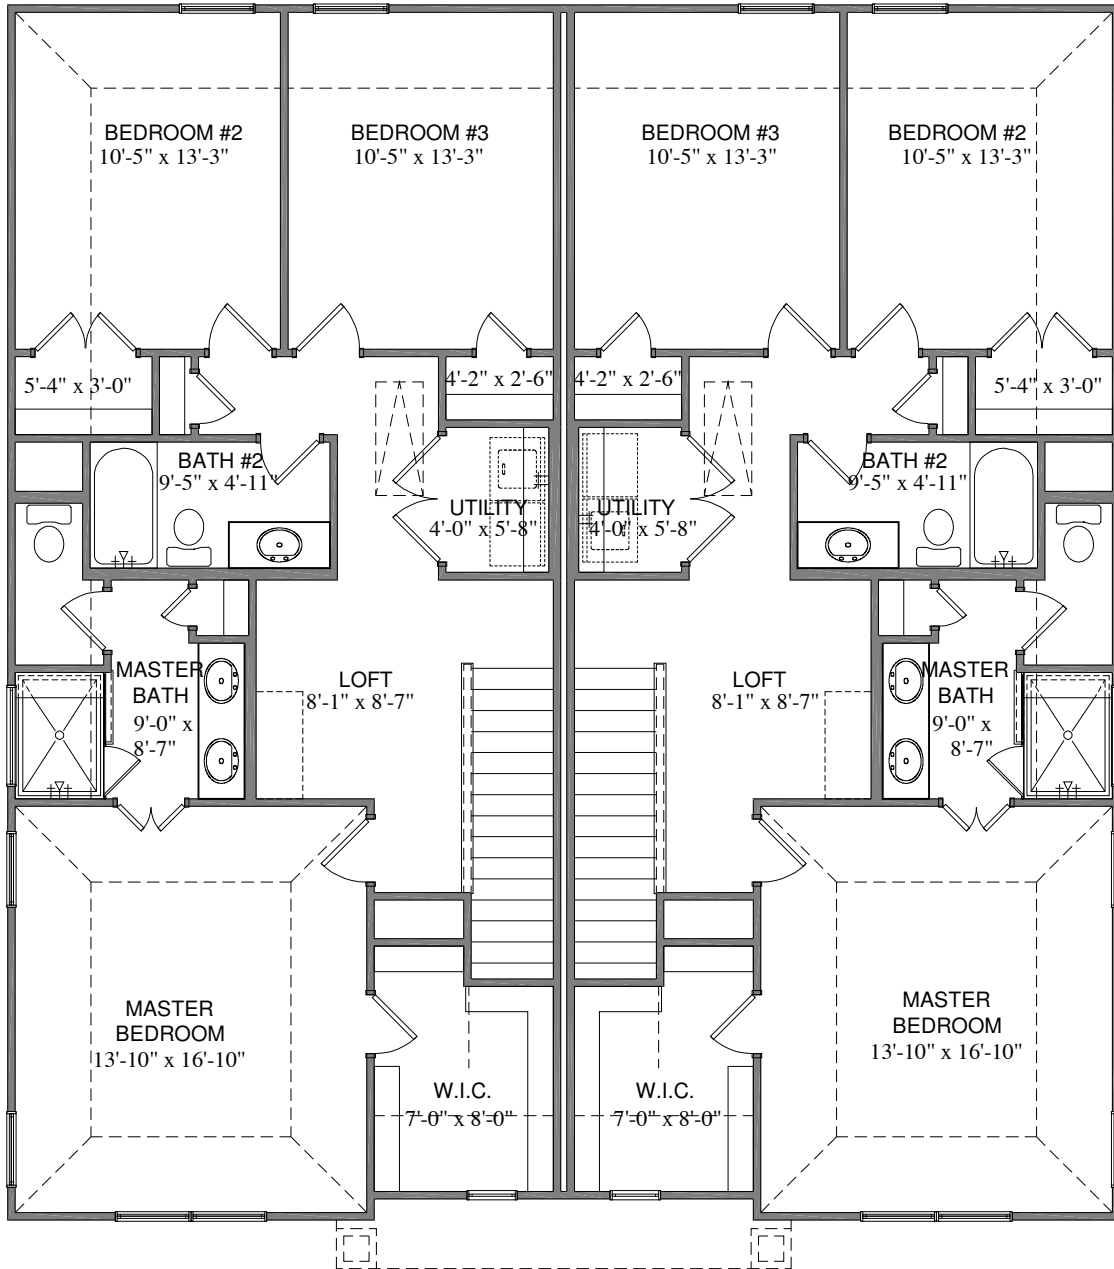 BEDROOM #2
10'-5" x 13'-3"
BEDROOM #3
10'-5" x 13'-3"
BEDROOM #3
10'-5" x 13'-3"
BEDROOM #2
10'-5" x 13'-3"
5'-4" x 3'-0"
4'-2" x 2'-6"
4'-2" x 2'-6"
5'-4" x 3'-0"
BATH #2
9'-5" x 4'-11"
UTILITY
4'-0" x 5'-8"
UTILITY
4'-0" x 5'-8"
BATH #2
9'-5" x 4'-11"
MASTER
BATH
9'-0" x
8'-7"
LOFT
8'-1" x 8'-7"
LOFT
8'-1" x 8'-7"
MASTER
BATH
9'-0" x
8'-7"
MASTER
BEDROOM
13'-10" x 16'-10"
W.I.C.
7'-0" x 8'-0"
W.I.C.
7'-0" x 8'-0"
MASTER
BEDROOM
13'-10" x 16'-10"